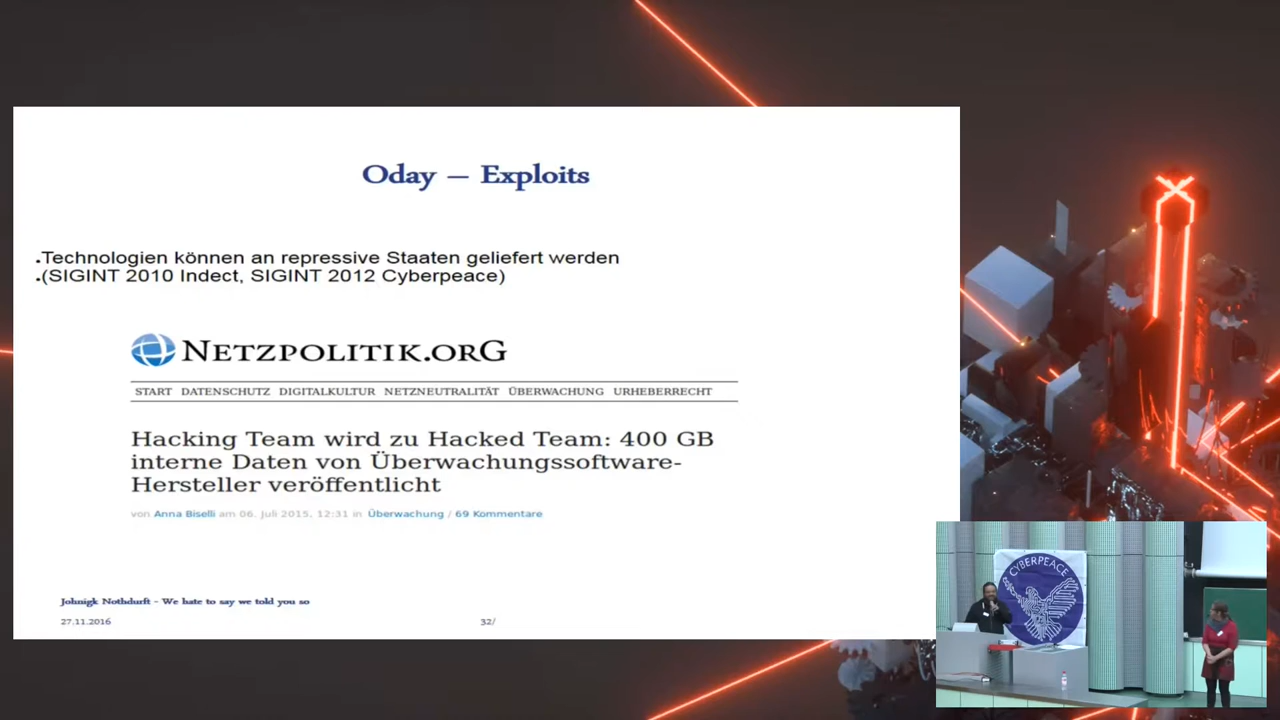 Oday – Exploits
.Technologien können an repressive Staaten geliefert werden
.(SIGINT 2010 Indect, SIGINT 2012 Cyberpeace)
NETZPOLITIK.ORG
START DATENSCHUTZ DIGITALKULTUR NETZNEUTRALITÄT ÜBERWACHUNG URHEBERRECHT
Hacking Team wird zu Hacked Team: 400 GB
interne Daten von Überwachungssoftware-
Hersteller veröffentlicht
von Anna Biselli am 06. Juli 2015, 12:31 in Überwachung / 69 Kommentare
Johnigk Nothdurft - We hate to say we told you so
27.11.2016
32/
CYBERPEACE